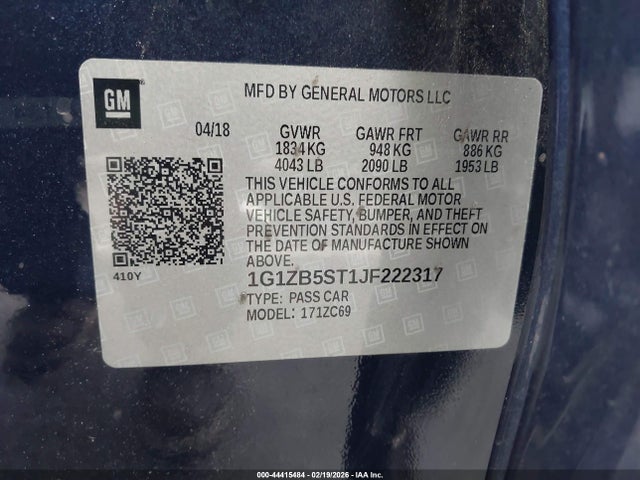 GM
MFD BY GENERAL MOTORS LLC
04/18 GVWR GAWR FRT GAWR RR
1834 KG 948 KG 886 KG
4043 LB 2090 LB 1953 LB
THIS VEHICLE CONFORMS TO ALL
APPLICABLE U.S. FEDERAL MOTOR
VEHICLE SAFETY, BUMPER, AND THEFT
PREVENTION STANDARDS IN EFFECT ON
THE DATE OF MANUFACTURE SHOWN
ABOVE.
410Y
1G1ZB5ST1JF222317
TYPE: PASS CAR
MODEL: 171ZC69
000-44415484 - 02/19/2026 - IAA, Inc.